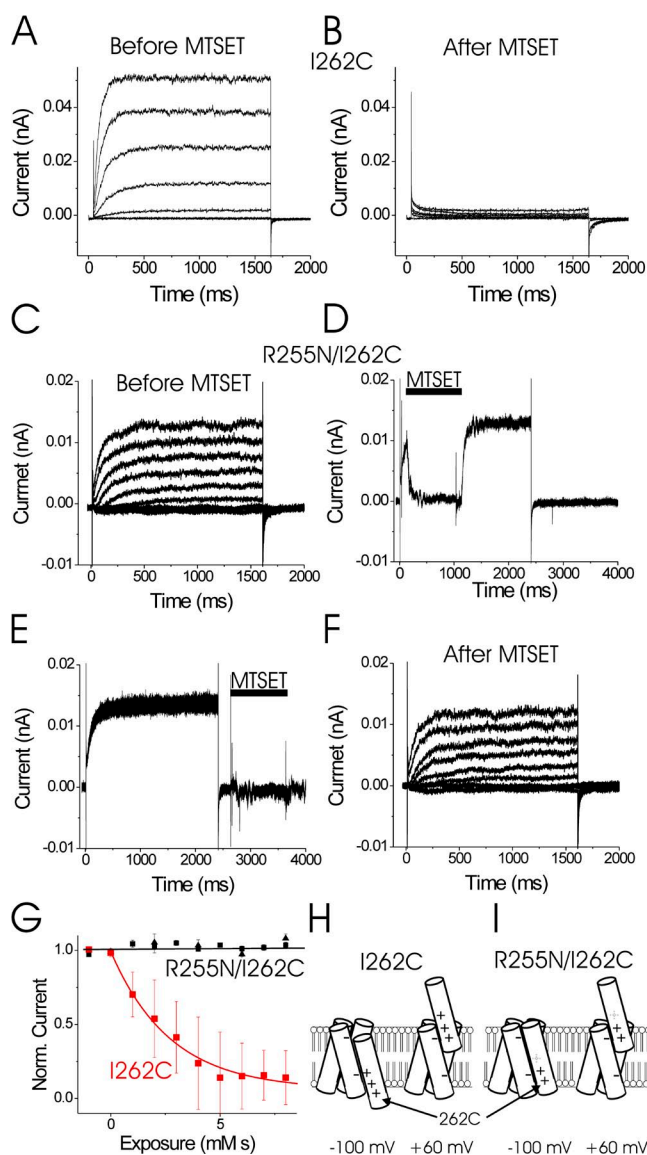 A
B
Before MTSET
After MTSET
I262C
Current (nA)
0.04
0.02
0.00
0 500 1000 1500 2000
Time (ms)
Current (nA)
0.04
0.02
0.00
0 500 1000 1500 2000
Time (ms)
C
D
R255N/I262C
Before MTSET
Currmet (nA)
0.02
0.01
0.00
-0.01
0 500 1000 1500 2000
Time (ms)
MTSET
Current (nA)
0.02
0.01
0.00
-0.01
0 1000 2000 3000 4000
Time (ms)
E
F
MTSET
Current (nA)
0.02
0.01
0.00
-0.01
0 1000 2000 3000 4000
Time (ms)
After MTSET
Currmet (nA)
0.02
0.01
0.00
-0.01
0 500 1000 1500 2000
Time (ms)
G
H
I
Norm. Current
1.0
0.5
0.0
R255N/I262C
I262C
0 5
Exposure (mM s)
I262C
R255N/I262C
- + + +
- + + +
- + + +
- + + +
262C
-100 mV +60 mV
-100 mV +60 mV